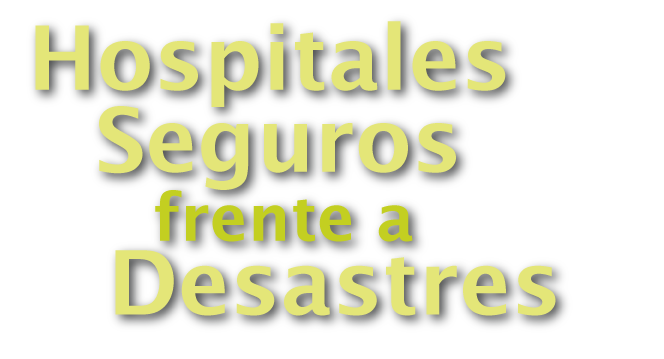 Hospitales
Seguros
frente a
Desastres